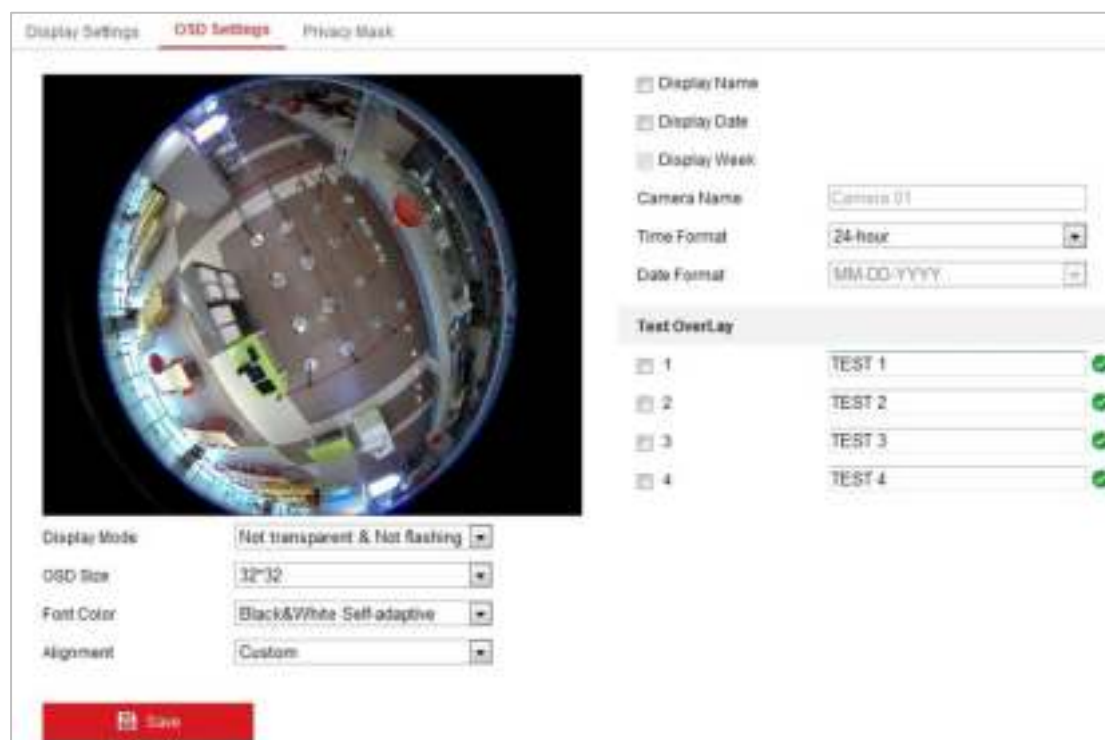 Display Settings OSD Settings Privacy Mask
Display Name
Display Date
Display Week
Camera Name Camera 01
Time Format 24-hour
Date Format MM-DD-YYYY
Text OverLay
1 TEST 1
2 TEST 2
3 TEST 3
4 TEST 4
Display Mode Not transparent & Not flashing
OSD Size 32*32
Font Color Black&White Self-adaptive
Alignment Custom
Save